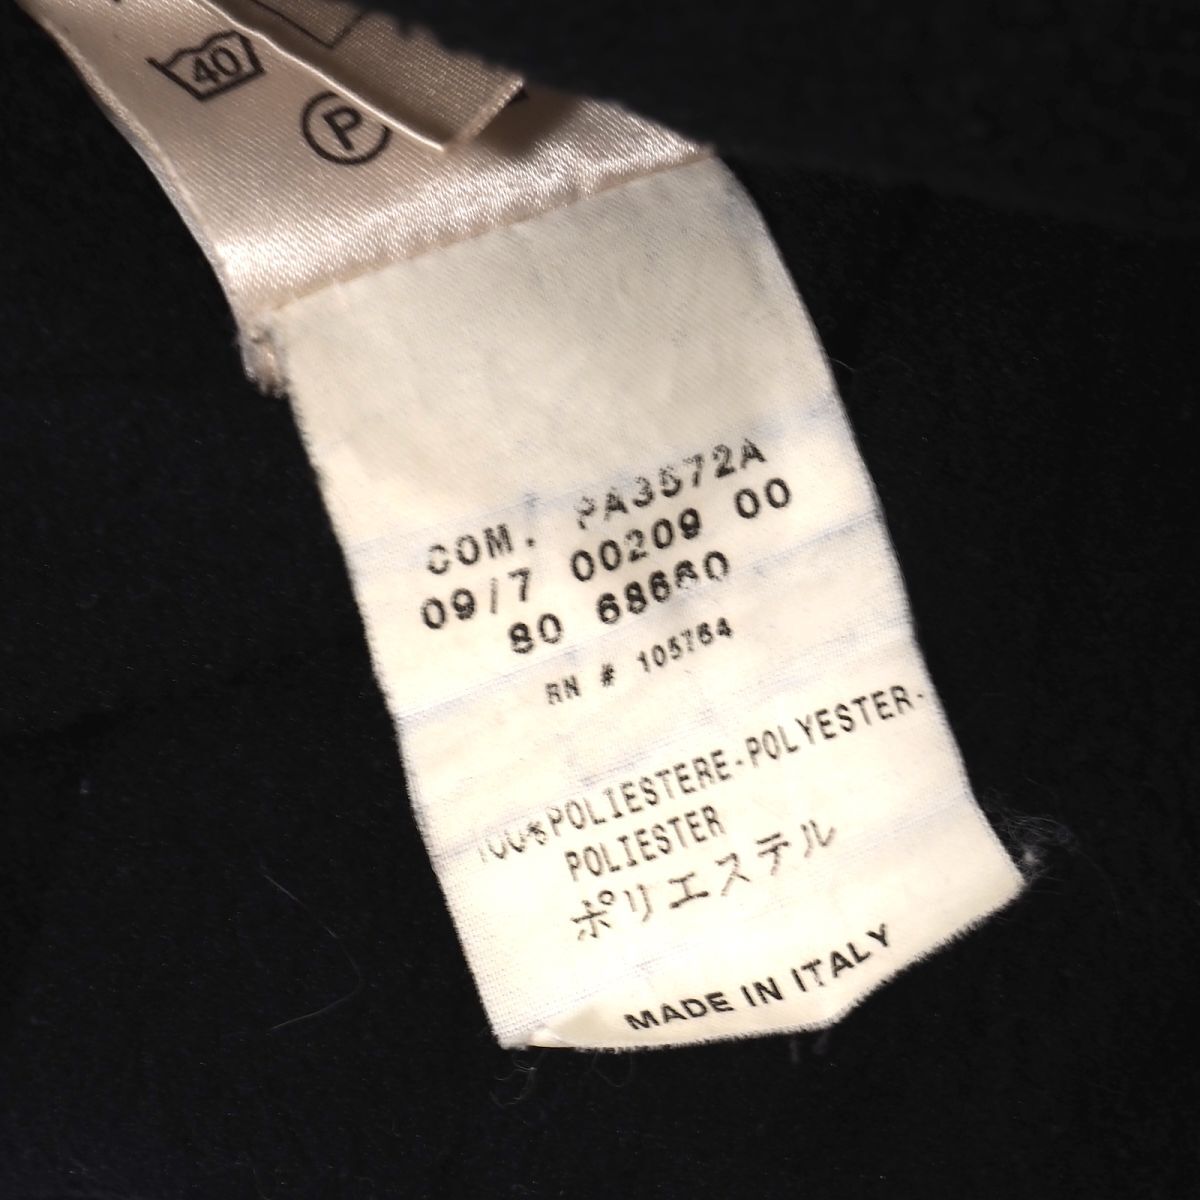 40
P
COM. PA3572A
09/7 00209 00
80 68660
RN # 105764
100%POLIESTERE-POLYESTER-
POLIESTER
ポリエステル
MADE IN ITALY